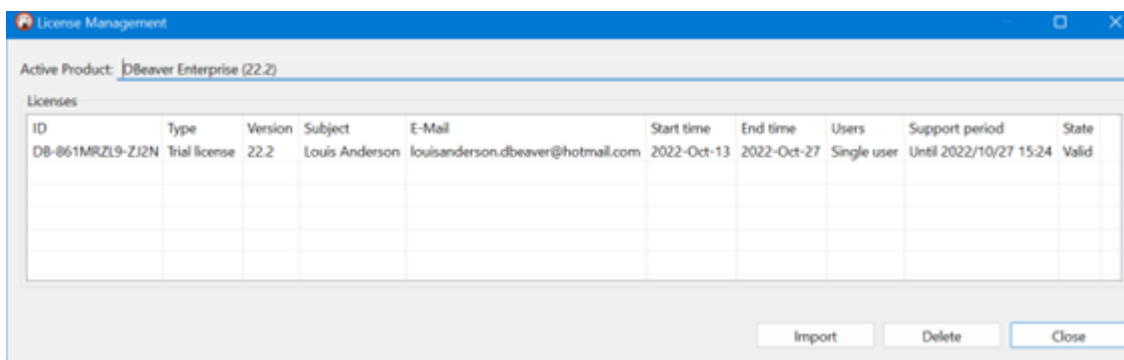 License Management
Active Product: DBeaver Enterprise (22.2)
Licenses
ID Type Version Subject E-Mail Start time End time Users Support period State
DB-861MRZL9-ZJ2N Trial license 22.2 Louis Anderson louisanderson.dbeaver@hotmail.com 2022-Oct-13 2022-Oct-27 Single user Until 2022/10/27 15:24 Valid
Import Delete Close